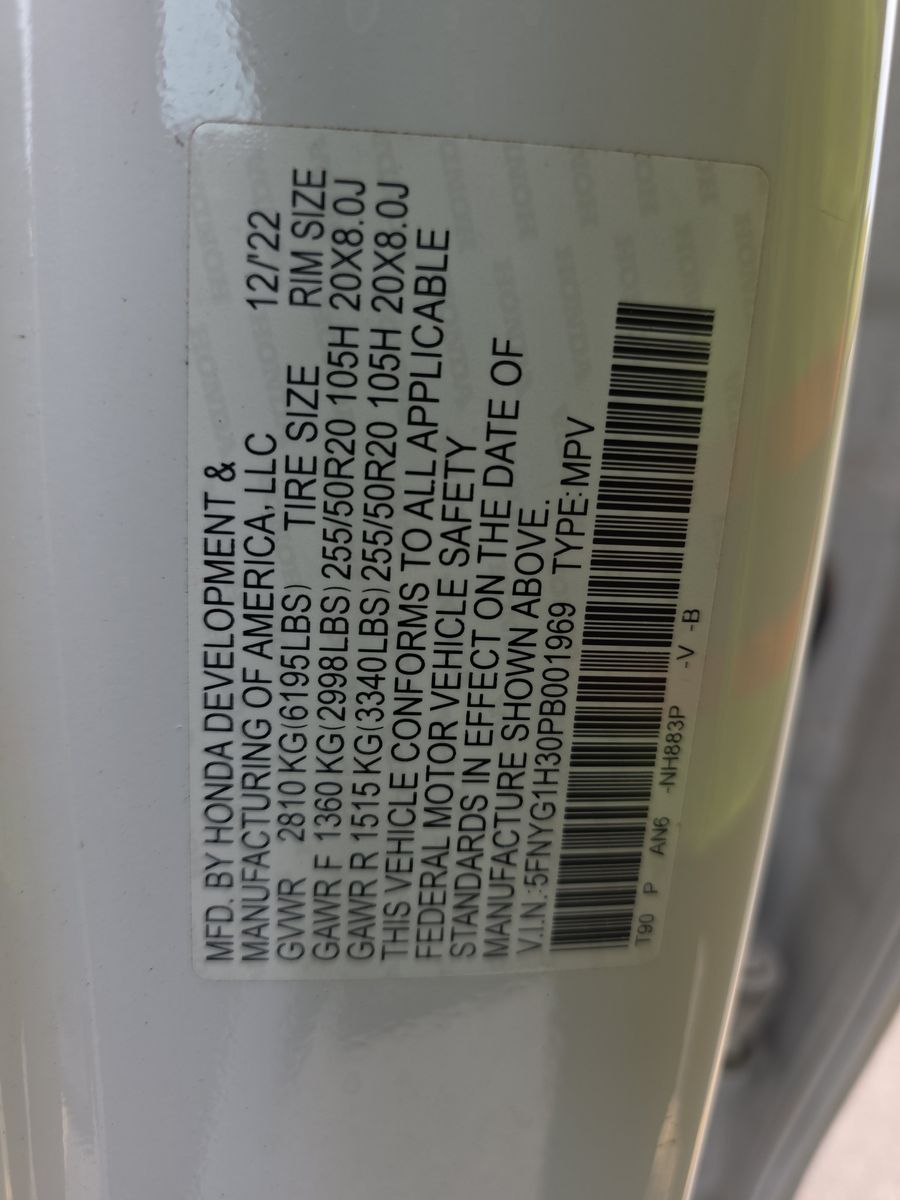 MFD. BY HONDA DEVELOPMENT &
MANUFACTURING OF AMERICA, LLC 12/'22
GVWR 2810 KG(6195LBS) TIRE SIZE RIM SIZE
GAWR F 1360 KG(2998LBS) 255/50R20 105H 20X8.0J
GAWR R 1515 KG(3340LBS) 255/50R20 105H 20X8.0J
THIS VEHICLE CONFORMS TO ALL APPLICABLE
FEDERAL MOTOR VEHICLE SAFETY
STANDARDS IN EFFECT ON THE DATE OF
MANUFACTURE SHOWN ABOVE.
V.I.N.:5FNYG1H30PB001969 TYPE:MPV
T90 P AN6 -NH883P -V -B